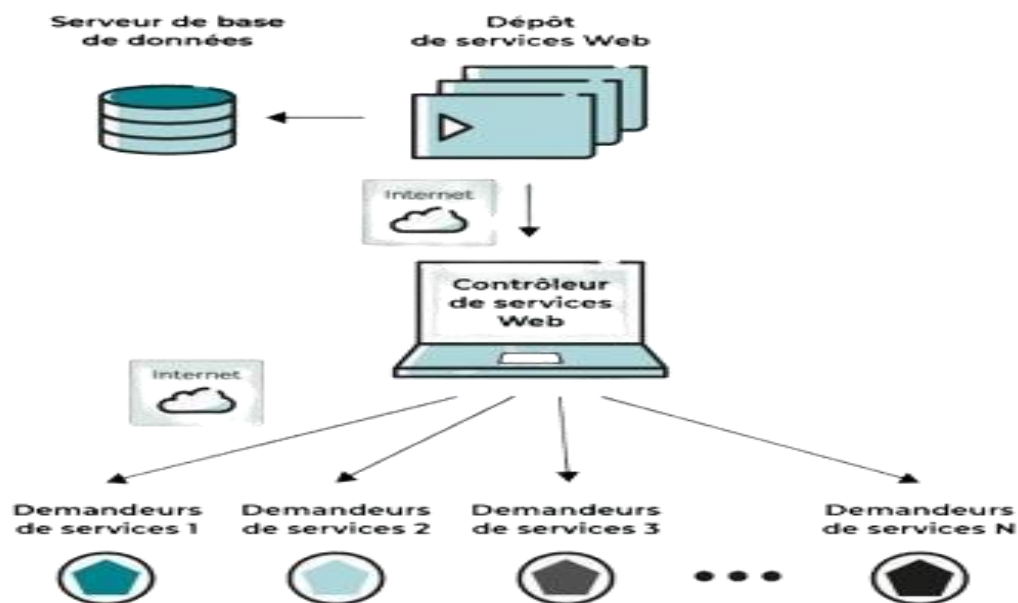 Serveur de base
de données
Dépôt
de services Web
Internet
Contrôleur
de services
Web
Internet
Demandeurs
de services 1
Demandeurs
de services 2
Demandeurs
de services 3
Demandeurs
de services N